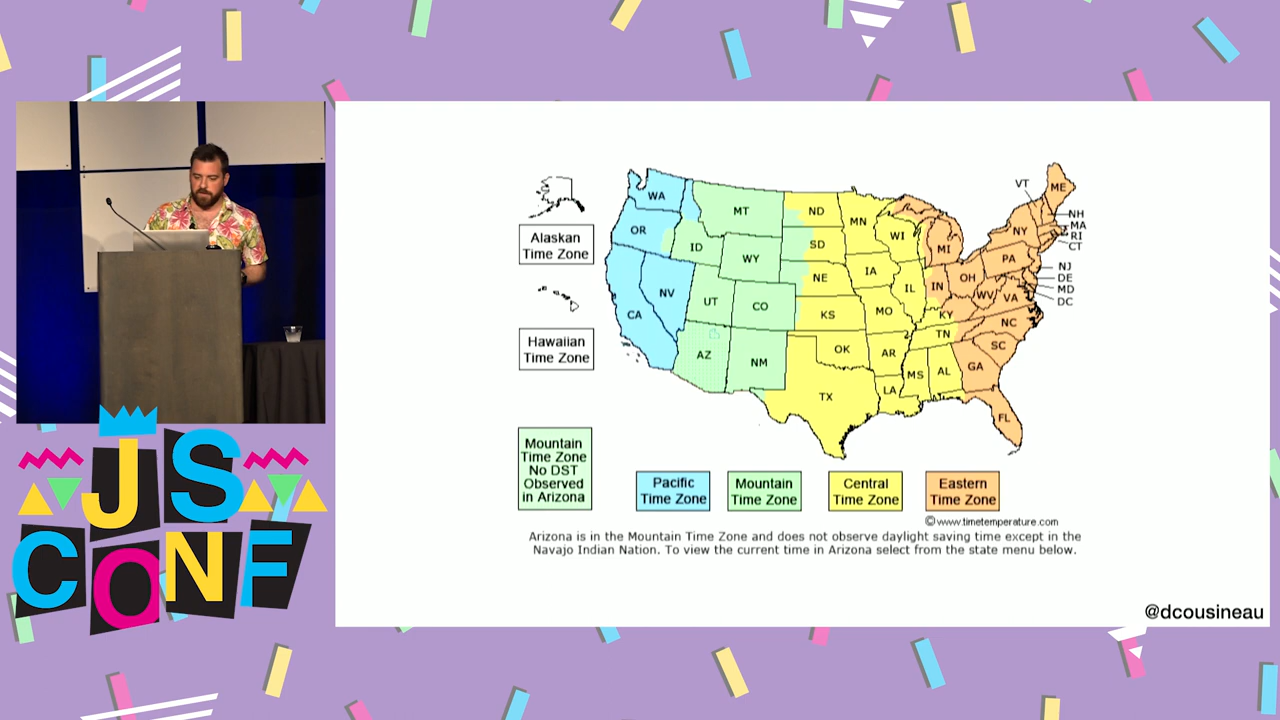 JS
CONF
Alaskan
Time Zone
Hawaiian
Time Zone
Mountain
Time Zone
No DST
Observed
in Arizona
WA
OR
CA
NV
ID
MT
WY
UT
CO
AZ
NM
ND
SD
NE
KS
OK
TX
MN
IA
MO
AR
LA
WI
IL
MS
AL
TN
KY
IN
MI
OH
WV
VA
NC
SC
GA
FL
PA
NY
VT
ME
NH
MA
RI
CT
NJ
DE
MD
DC
Pacific
Time Zone
Mountain
Time Zone
Central
Time Zone
Eastern
Time Zone
© www.timetemperature.com
Arizona is in the Mountain Time Zone and does not observe daylight saving time except in the
Navajo Indian Nation. To view the current time in Arizona select from the state menu below.
@dcousineau